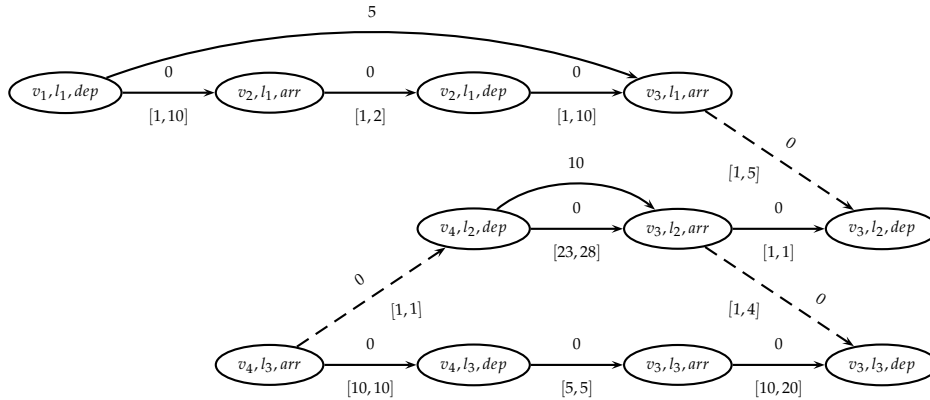 5
0 0 0
v₁, l₁, dep v₂, l₁, arr v₂, l₁, dep v₃, l₁, arr
[1, 10] [1, 2] [1, 10]
0
[1, 5]
10
0 0
v₄, l₂, dep v₃, l₂, arr v₃, l₂, dep
[23, 28] [1, 1]
0 0
[1, 1] [1, 4]
0 0 0
v₄, l₃, arr v₄, l₃, dep v₃, l₃, arr v₃, l₃, dep
[10, 10] [5, 5] [10, 20]